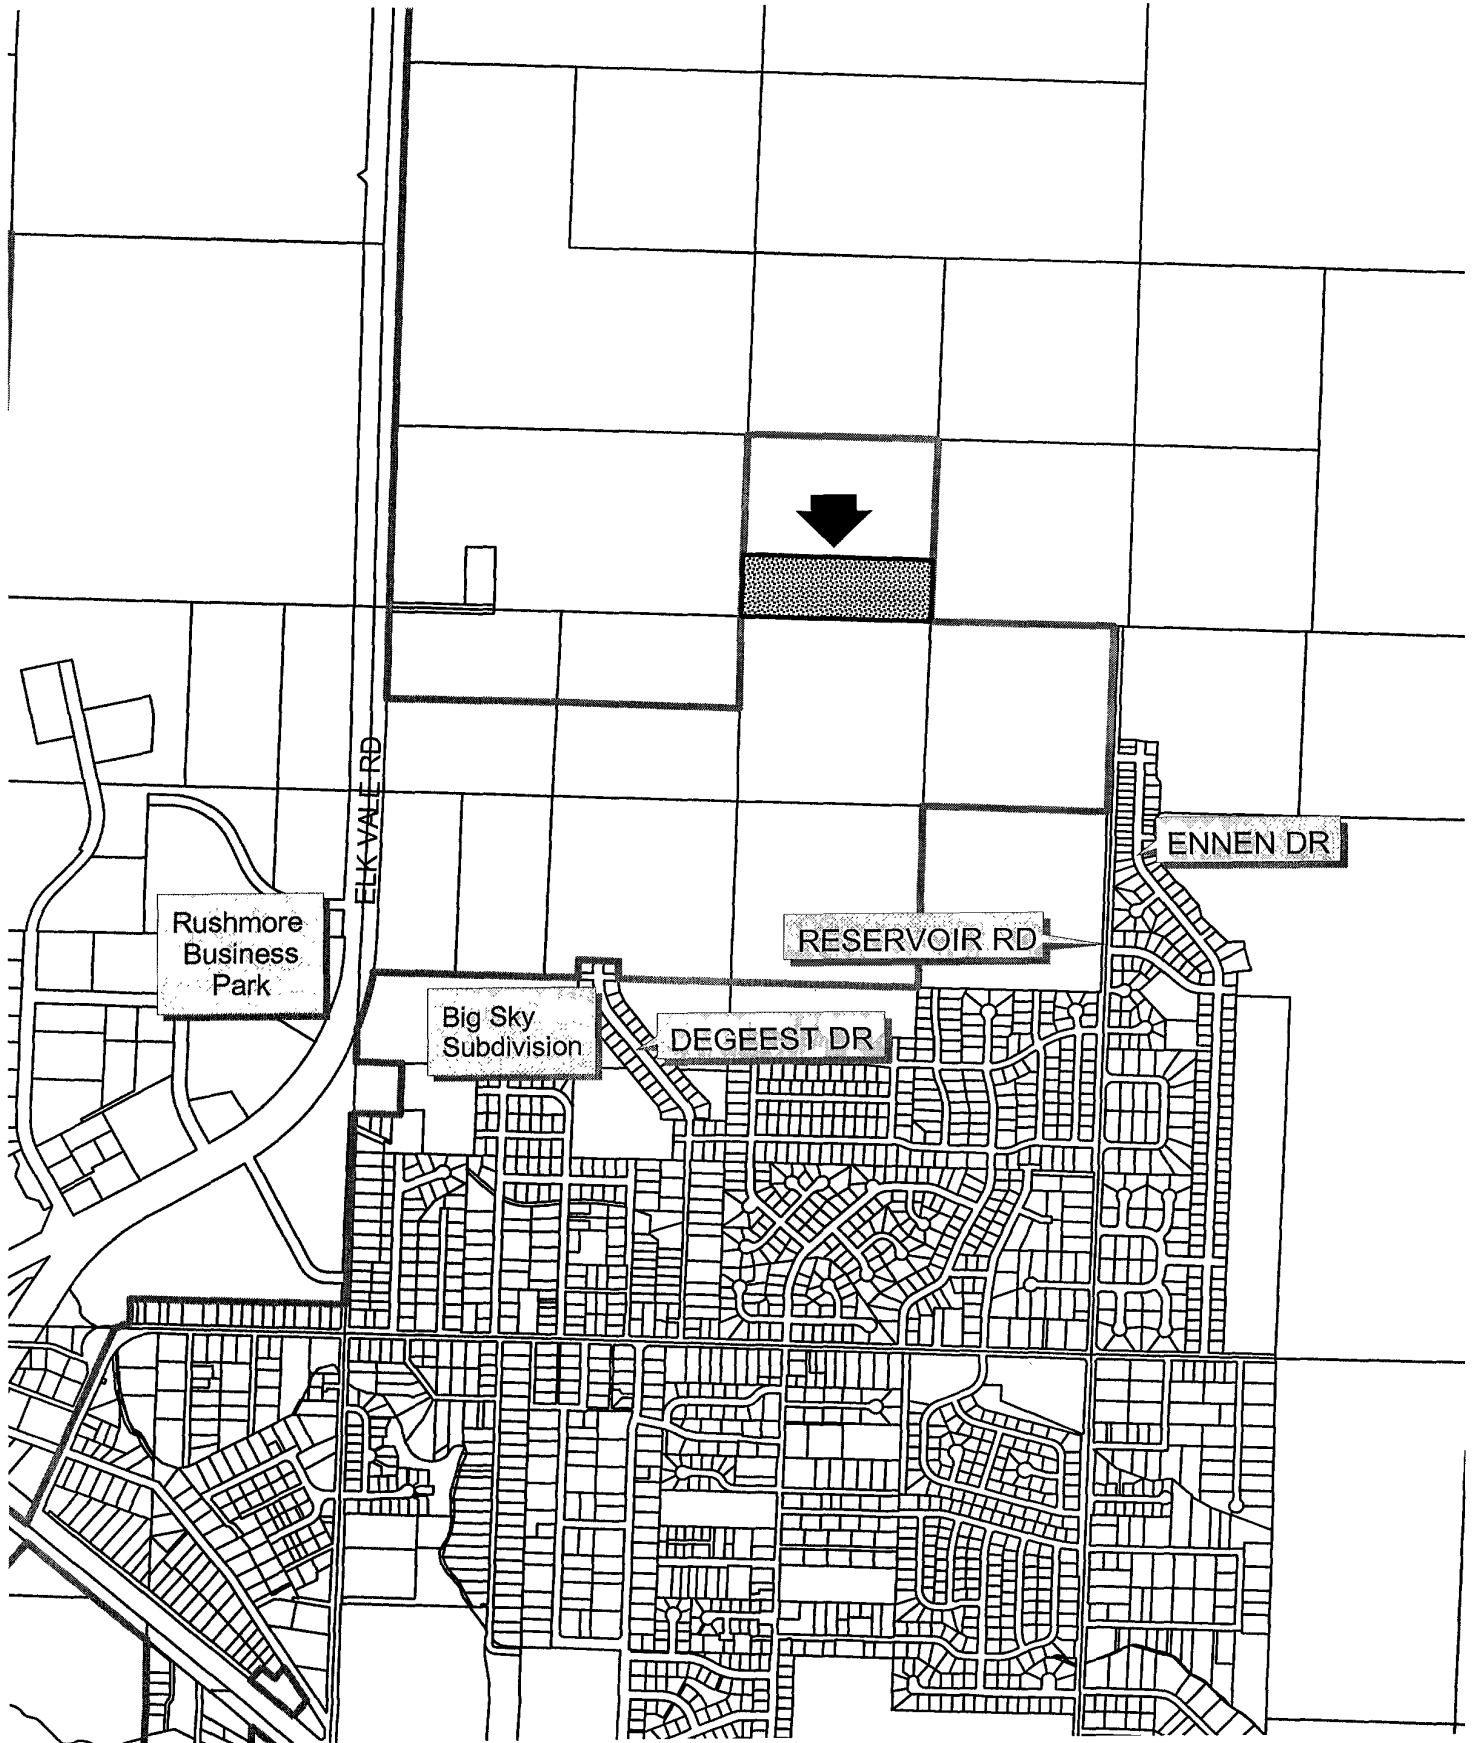 ELK VALE RD
ENNEN DR
Rushmore
Business
Park
RESERVOIR RD
Big Sky
Subdivision
DEGEEST DR